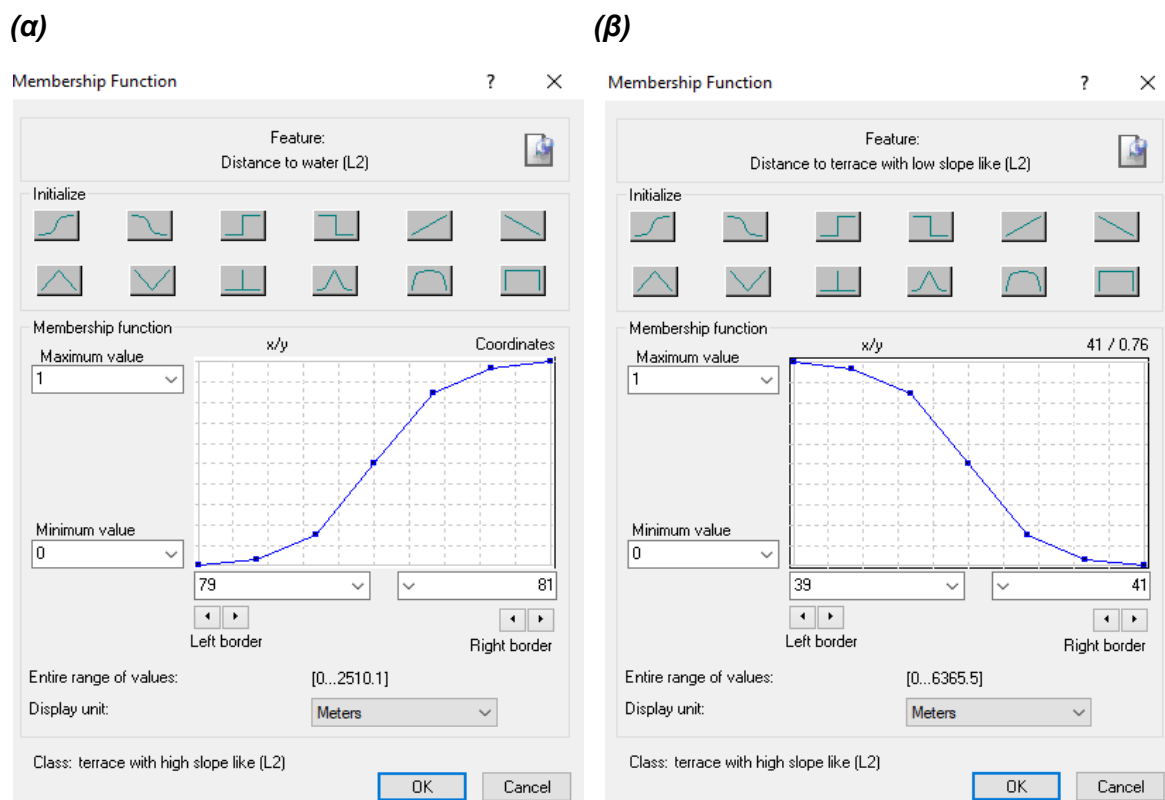 (α)
Membership Function ? ×
Feature:
Distance to water (L2)
Initialize
Membership function
x/y Coordinates
Maximum value
1
Minimum value
0
79 81
Left border Right border
Entire range of values: [0...2510.1]
Display unit: Meters
Class: terrace with high slope like (L2)
OK Cancel
(β)
Membership Function ? ×
Feature:
Distance to terrace with low slope like (L2)
Initialize
Membership function
x/y 41 / 0.76
Maximum value
1
Minimum value
0
39 41
Left border Right border
Entire range of values: [0...6365.5]
Display unit: Meters
Class: terrace with high slope like (L2)
OK Cancel